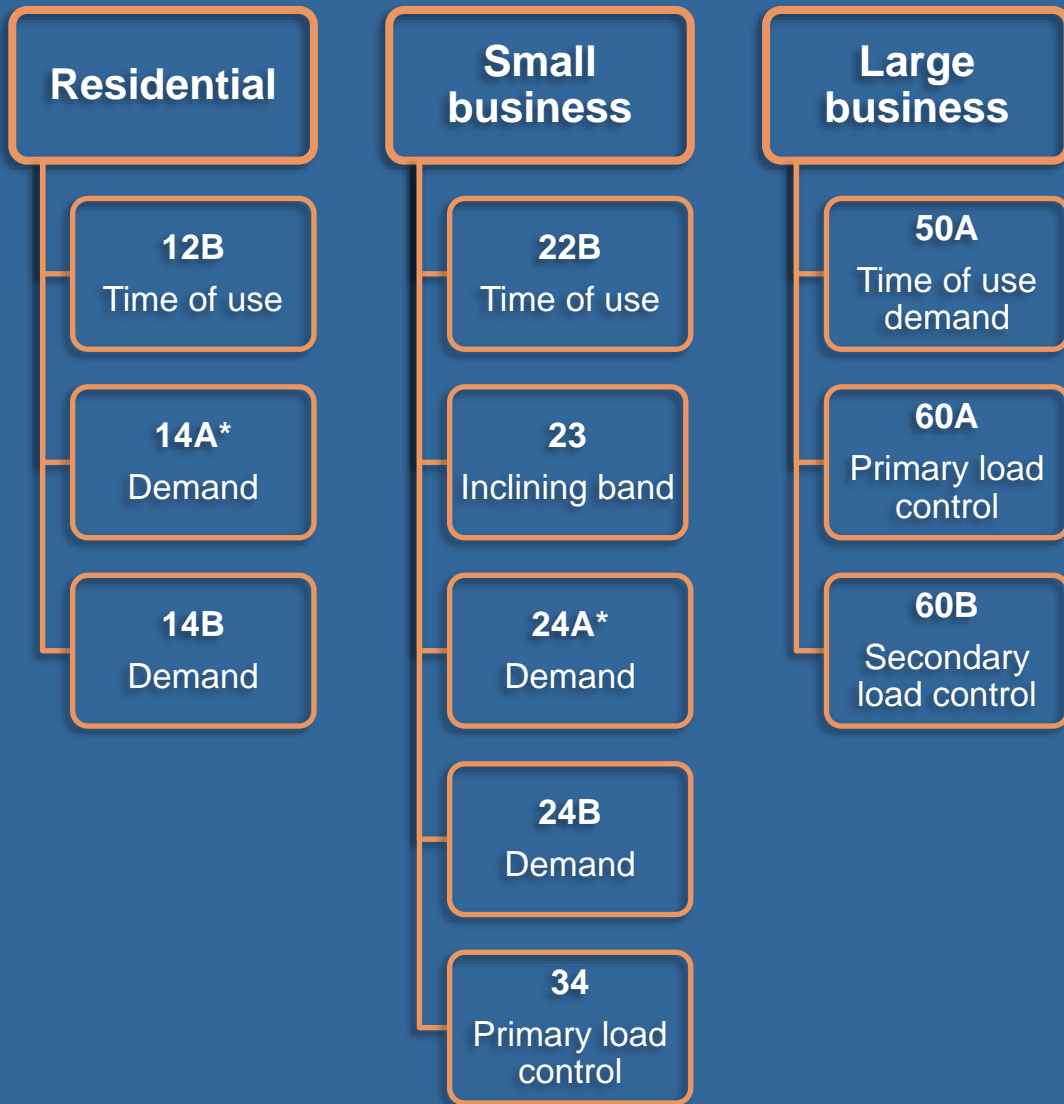 Residential
12B
Time of use
14A*
Demand
14B
Demand
Small
business
22B
Time of use
23
Inclining band
24A*
Demand
24B
Demand
34
Primary load
control
Large
business
50A
Time of use
demand
60A
Primary load
control
60B
Secondary
load control